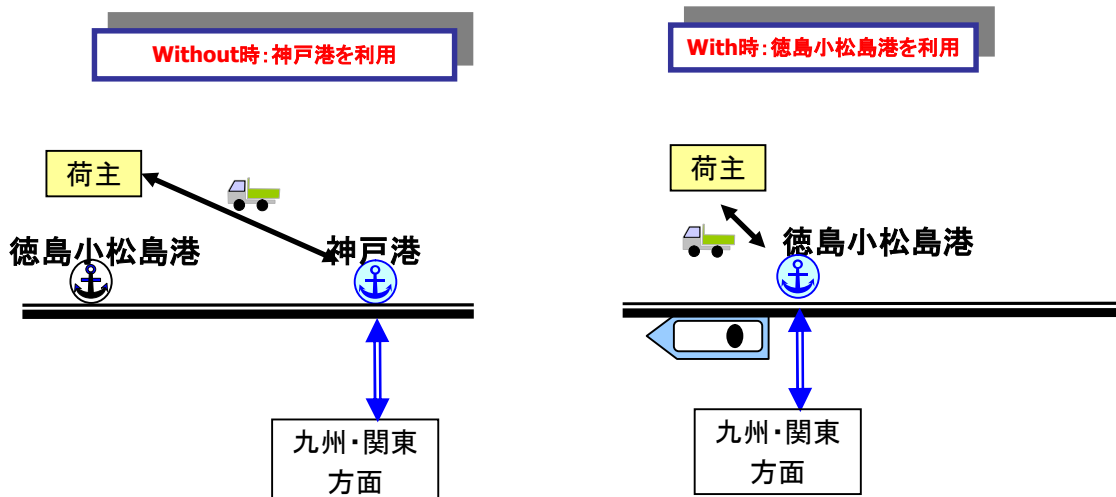 Without時:神戸港を利用
荷主
徳島小松島港
神戸港
九州・関東
方面
With時:徳島小松島港を利用
荷主
徳島小松島港
九州・関東
方面